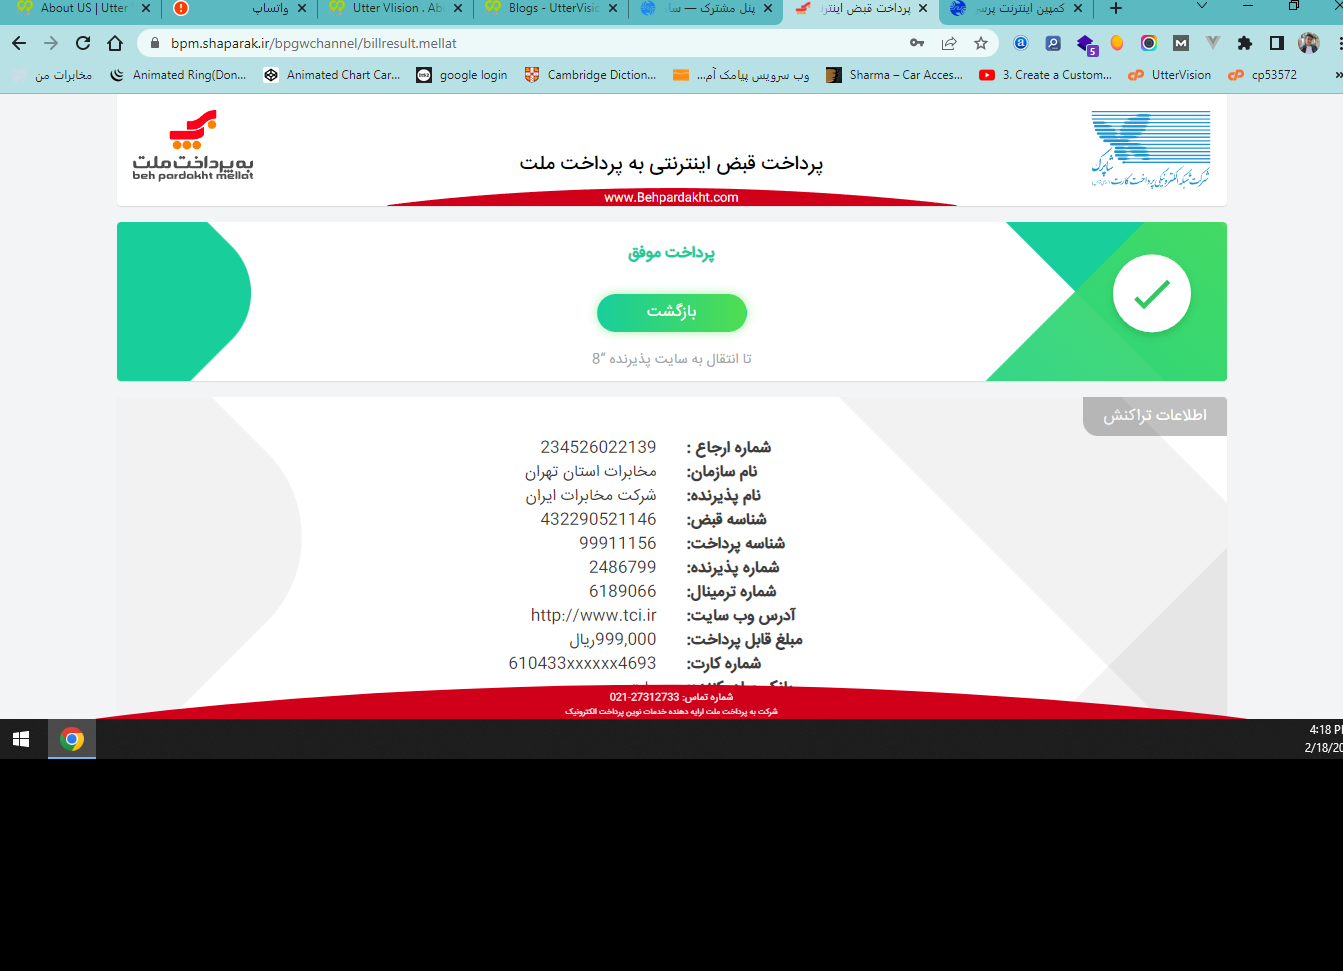 About US | Utter
واتساپ
Utter VIision . Abo
Blogs - UtterVisio
پنل مشترک — سا
پرداخت قبض اینتر
کمپین اینترنت پرس
bpm.shaparak.ir/bpgwchannel/billresult.mellat
5
مخابرات من
Animated Ring(Don...
Animated Chart Car...
google login
Cambridge Diction...
وب سرویس پیامک آم...
Sharma – Car Acces...
3. Create a Custom...
UtterVision
cp53572
به پرداخت ملت
beh pardakht mellat
پرداخت قبض اینترنتی به پرداخت ملت
www.Behpardakht.com
شاپرک
شرکت شبکه الکترونیکی پرداخت کارت
پرداخت موفق
بازگشت
تا انتقال به سایت پذیرنده “8
اطلاعات تراکنش
شماره ارجاع : 234526022139
نام سازمان: مخابرات استان تهران
نام پذیرنده: شرکت مخابرات ایران
شناسه قبض: 432290521146
شناسه پرداخت: 99911156
شماره پذیرنده: 2486799
شماره ترمینال: 6189066
آدرس وب سایت: http://www.tci.ir
مبلغ قابل پرداخت: 999,000ریال
شماره کارت: 610433xxxxxx4693
شماره تماس: 27312733-021
شرکت به پرداخت ملت ارایه دهنده خدمات نوین پرداخت الکترونیک
4:18 P
2/18/20